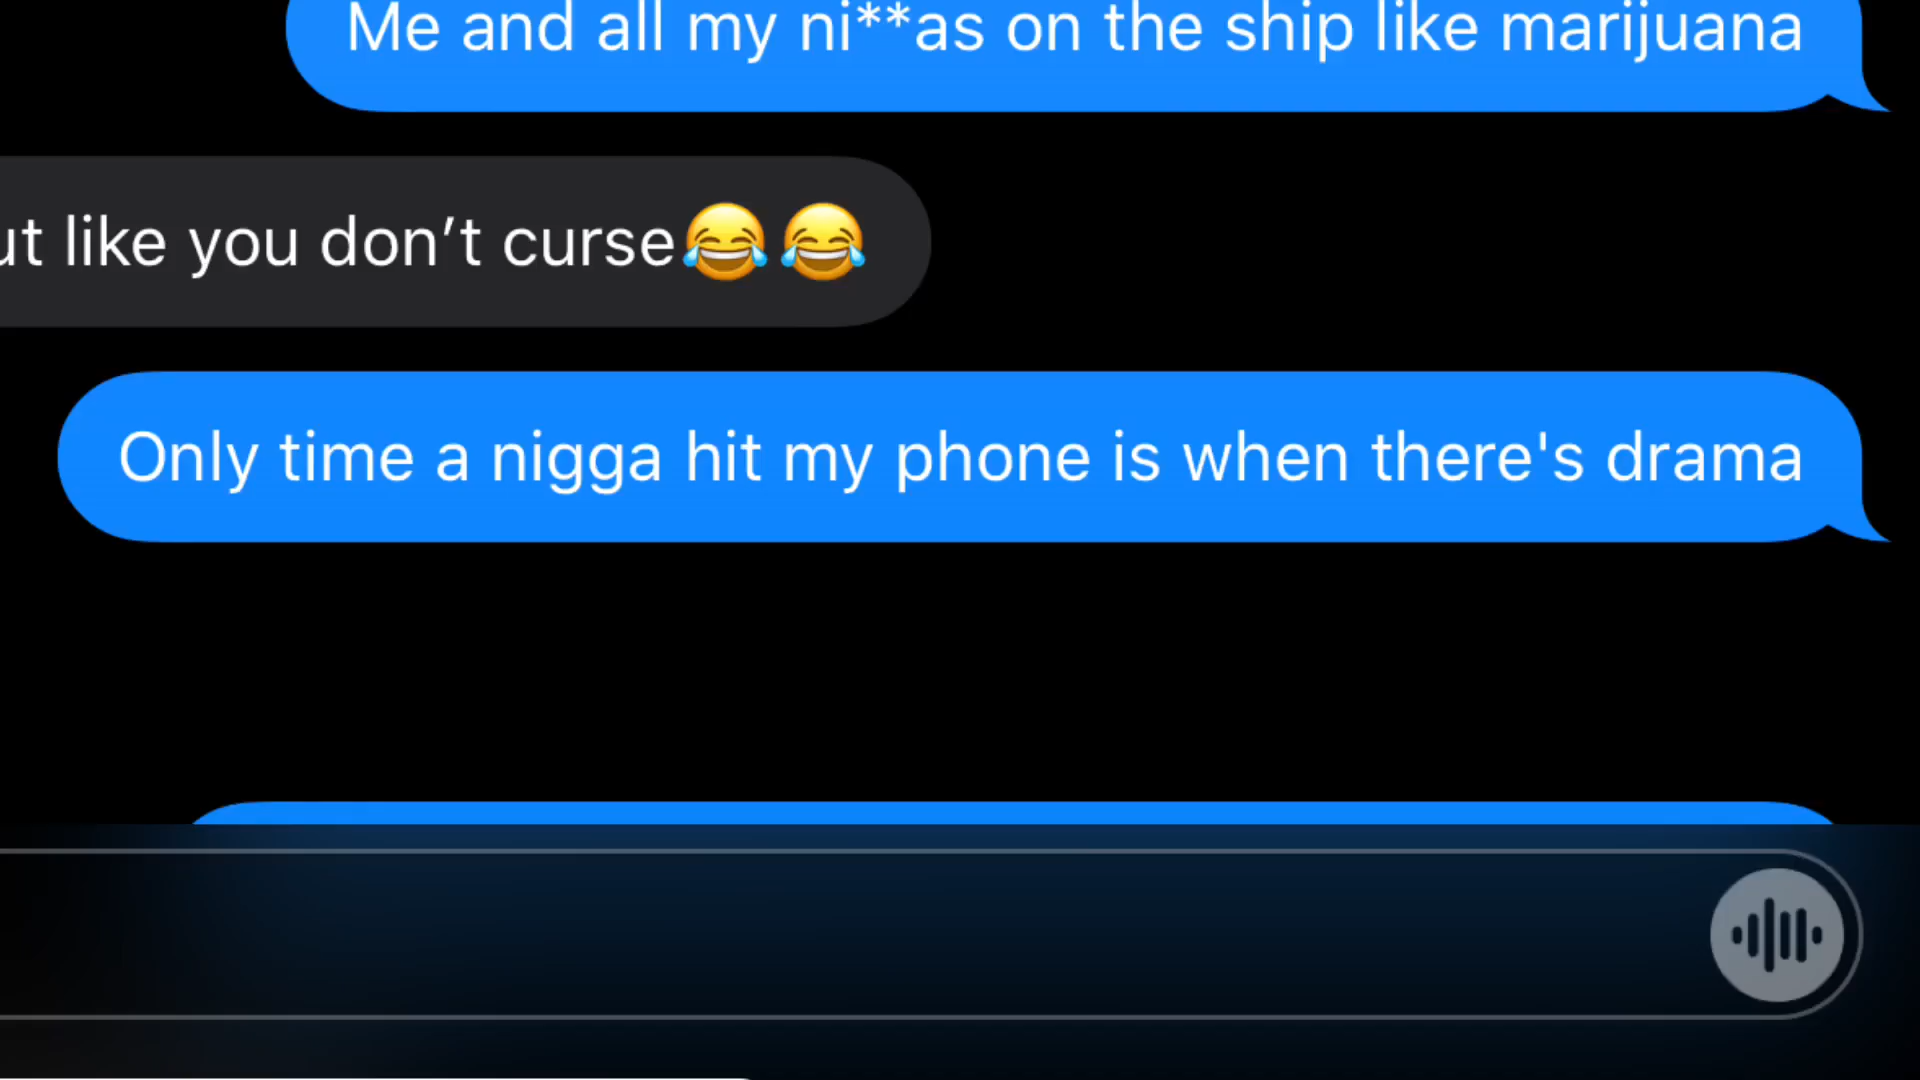 Me and all my ni**as on the ship like marijuana
like you don’t curse😂😂
Only time a nigga hit my phone is when there's drama